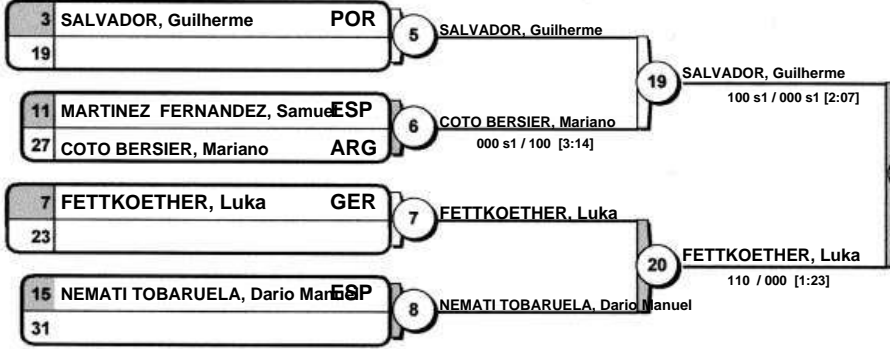 3 SALVADOR, Guilherme POR
19
5
SALVADOR, Guilherme
11 MARTINEZ FERNANDEZ, Samuel ESP
27 COTO BERSIER, Mariano ARG
6
COTO BERSIER, Mariano
000 s1 / 100 [3:14]
19
SALVADOR, Guilherme
100 s1 / 000 s1 [2:07]
7 FETTKOETHER, Luka GER
23
7
FETTKOETHER, Luka
15 NEMATI TOBARUELA, Dario Manuel ESP
31
8
NEMATI TOBARUELA, Dario Manuel
20
FETTKOETHER, Luka
110 / 000 [1:23]